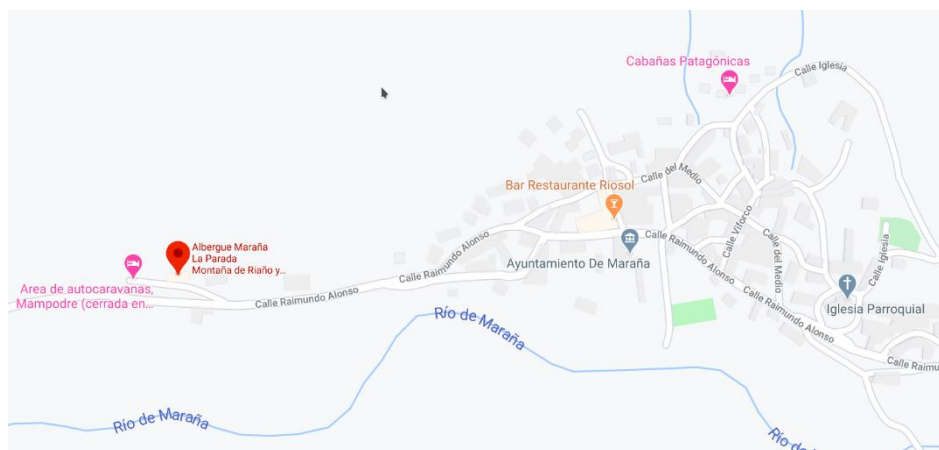 Cabañas Patagónicas
Calle Iglesia
Calle del Medio
Bar Restaurante Riosol
Calle Iglesia
Calle Viforco
Calle del Medio
Calle Raimundo Alonso
Ayuntamiento De Maraña
Albergue Maraña
La Parada
Montaña de Riaño y...
Calle Raimundo Alonso
Area de autocaravanas,
Mampodre (cerrada en...
Calle Raimundo Alonso
Iglesia Parroquial
Calle Raimundo Alonso
Río de Maraña
Calle Raimu
Río de Maraña
Río de